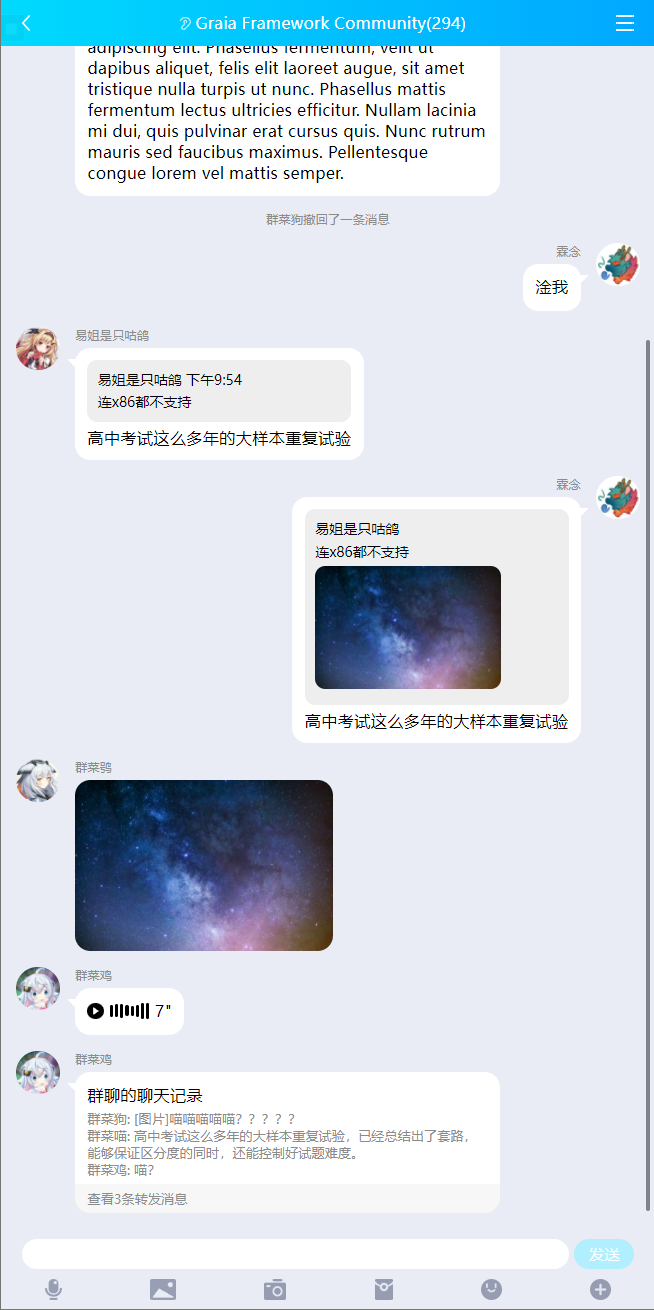 Graia Framework Community(294)
adipiscing elit. Phasellus fermentum, velit ut
dapibus aliquet, felis elit laoreet augue, sit amet
tristique nulla turpis ut nunc. Phasellus mattis
fermentum lectus ultricies efficitur. Nullam lacinia
mi dui, quis pulvinar erat cursus quis. Nunc rutrum
mauris sed faucibus maximus. Pellentesque
congue lorem vel mattis semper.
群菜狗撤回了一条消息
霖念
淦我
易姐是只咕鸽
易姐是只咕鸽 下午9:54
连x86都不支持
高中考试这么多年的大样本重复试验
霖念
易姐是只咕鸽
连x86都不支持
高中考试这么多年的大样本重复试验
群菜鸮
群菜鸡
7"
群菜鸡
群聊的聊天记录
群菜狗: [图片]喵喵喵喵喵？？？？？
群菜喵: 高中考试这么多年的大样本重复试验，已经总结出了套路，
能够保证区分度的同时，还能控制好试题难度。
群菜鸡: 喵?
查看3条转发消息
发送